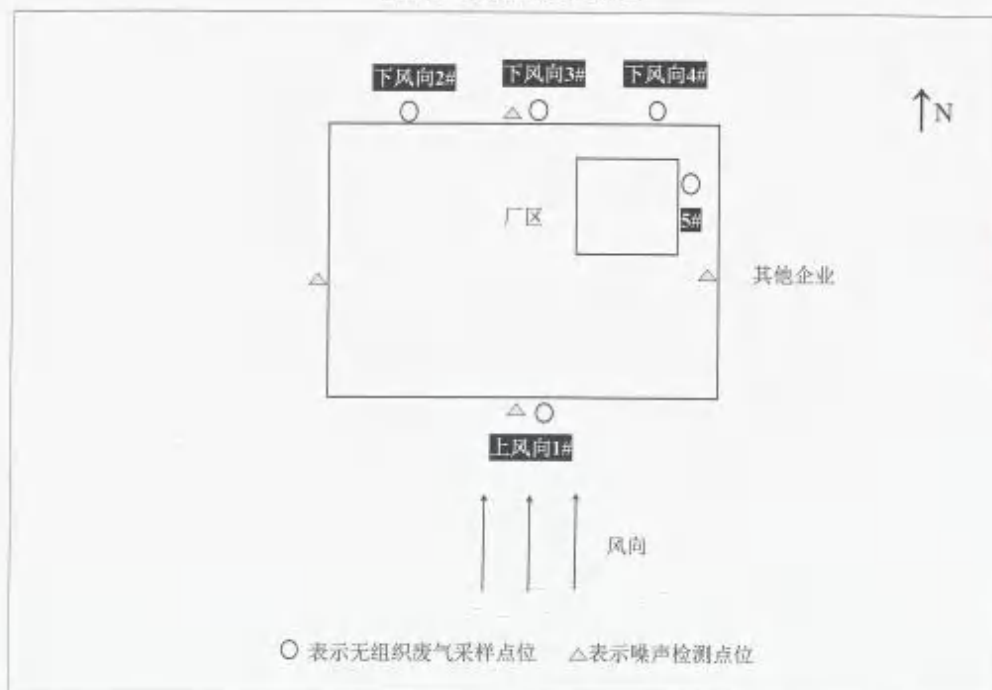 下风向2# 下风向3# 下风向4#
N
厂区
5#
其他企业
上风向1#
风向
○ 表示无组织废气采样点位 △表示噪声检测点位